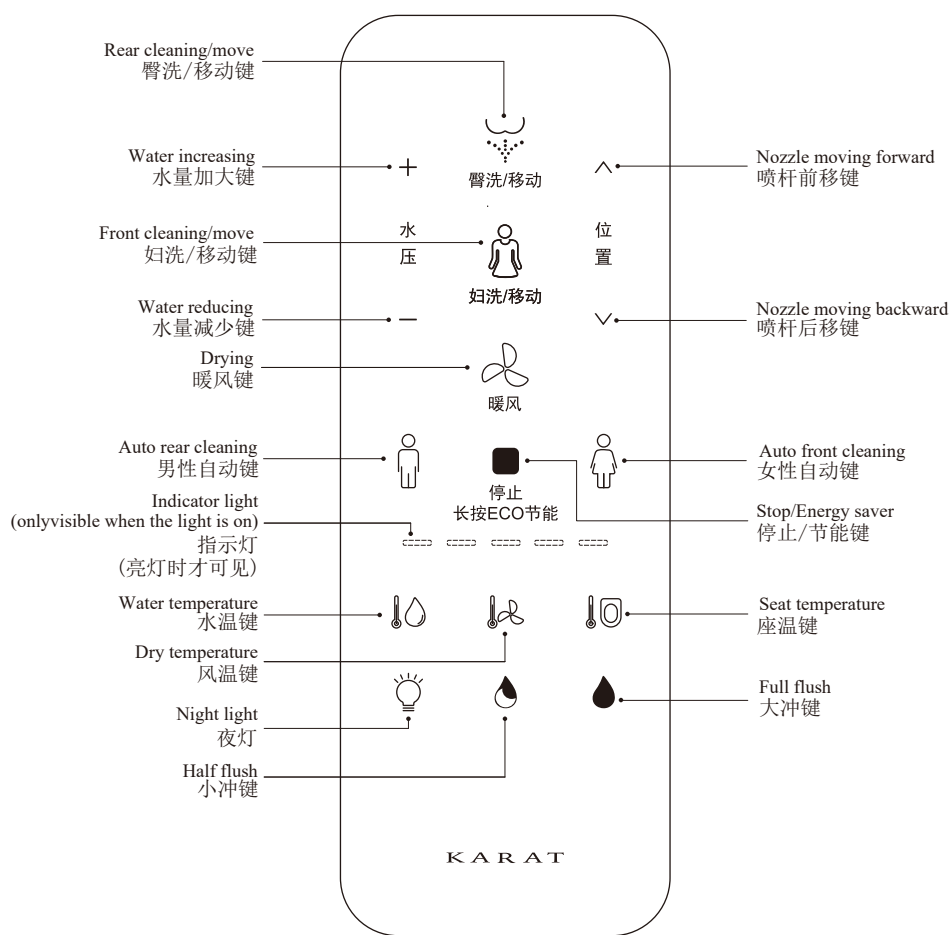 Rear cleaning/move
臀洗/移动键
臀洗/移动
Water increasing
水量加大键
Nozzle moving forward
喷杆前移键
Front cleaning/move
妇洗/移动键
水压
位置
妇洗/移动
Water reducing
水量减少键
Nozzle moving backward
喷杆后移键
Drying
暖风键
暖风
Auto rear cleaning
男性自动键
Auto front cleaning
女性自动键
停止
长按ECO节能
Indicator light
(onlyvisible when the light is on)
指示灯
(亮灯时才可见)
Stop/Energy saver
停止/节能键
Water temperature
水温键
Seat temperature
座温键
Dry temperature
风温键
Night light
夜灯
Full flush
大冲键
Half flush
小冲键
KARAT